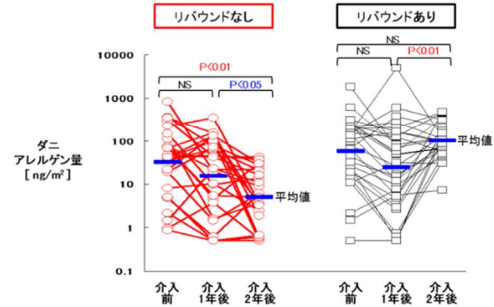 リバウンドなし
リバウンドあり
NS
P<0.01
NS
P<0.01
NS
P<0.05
10000
1000
100
10
1
0.1
ダニ
アレルゲン量
[ ng/m²]
平均値
平均値
介入
前
介入
1年後
介入
2年後
介入
前
介入
1年後
介入
2年後